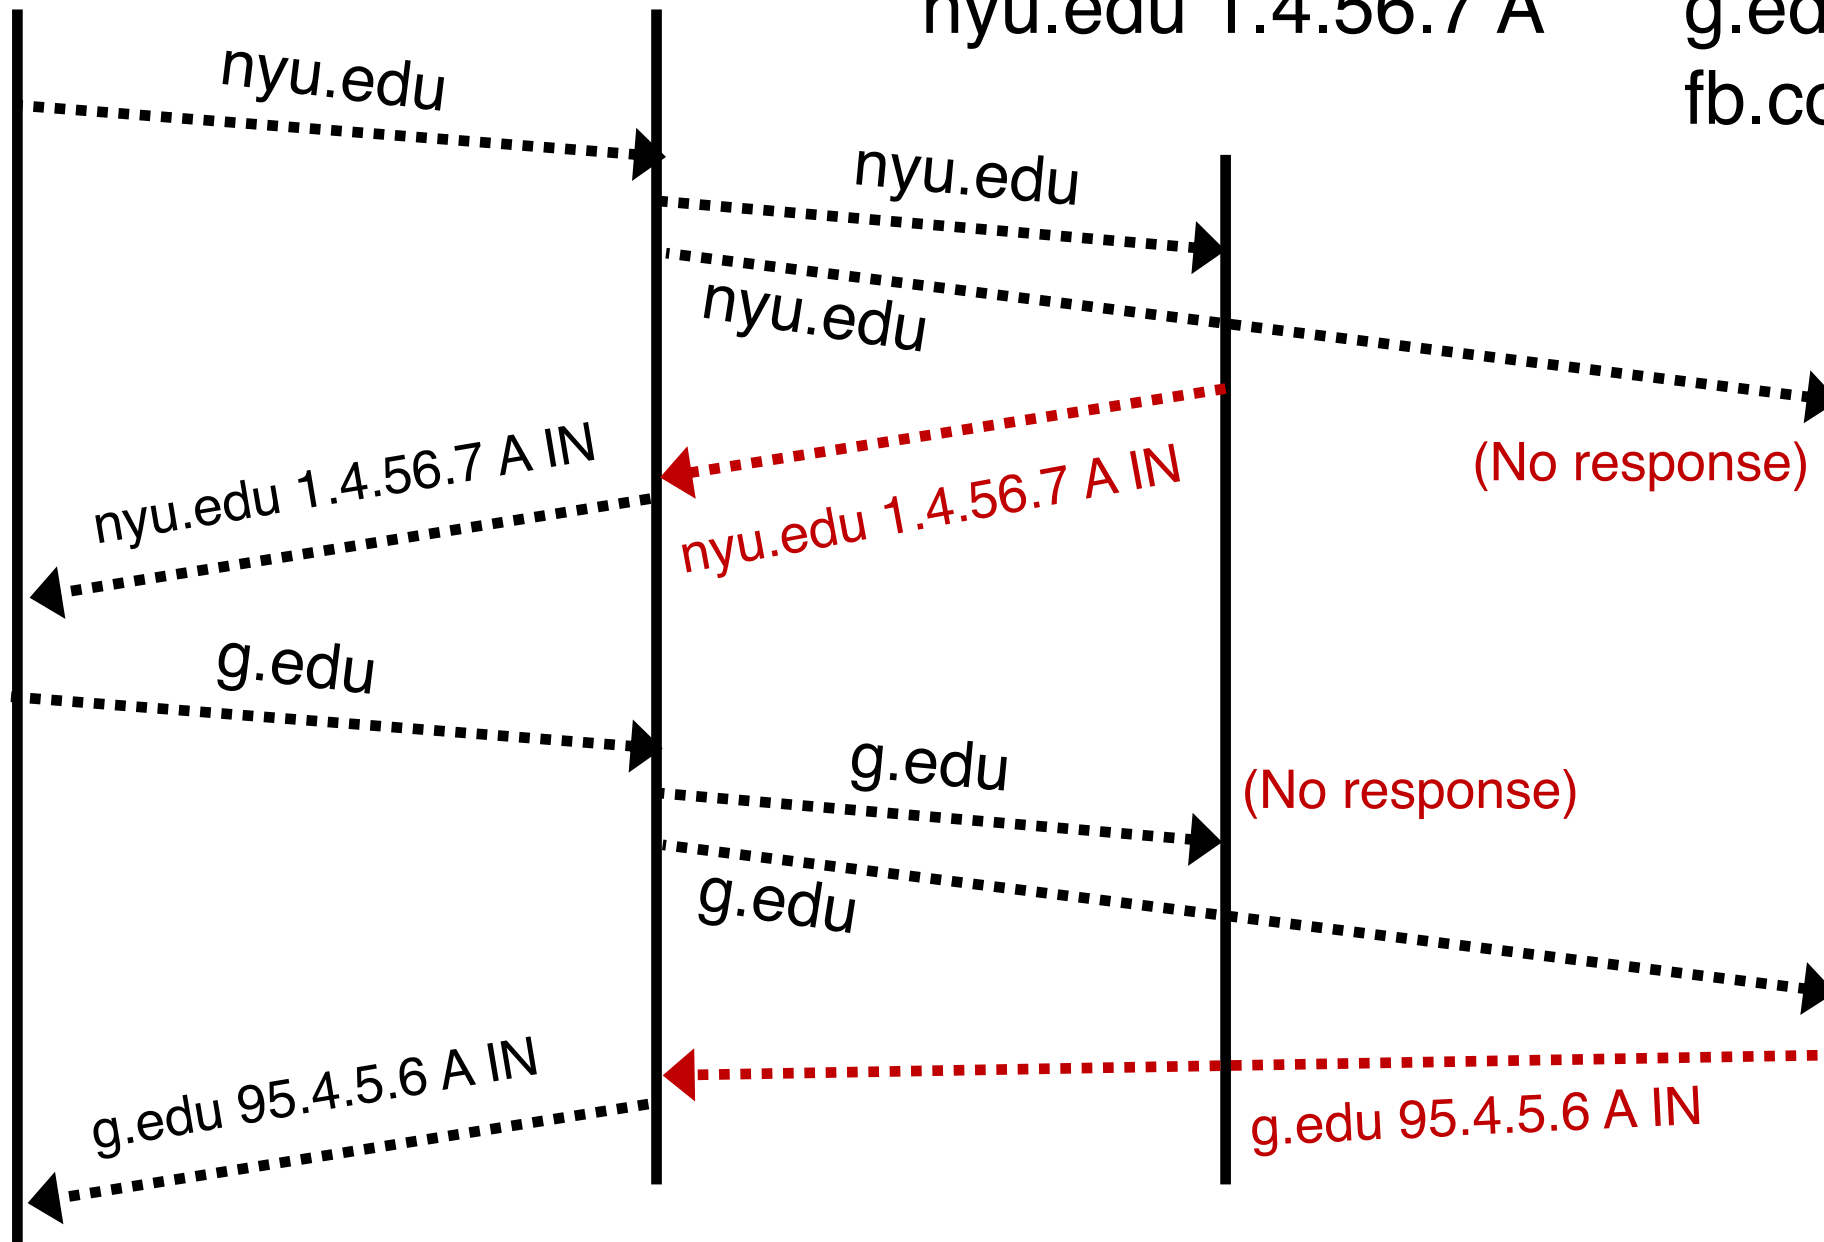 nyu.edu 1.4.56.7 A
nyu.edu
fb.co
nyu.edu
nyu.edu
nyu.edu 1.4.56.7 A IN
nyu.edu 1.4.56.7 A IN
(No response)
g.edu
g.edu
(No response)
g.edu
g.edu 95.4.5.6 A IN
g.edu 95.4.5.6 A IN